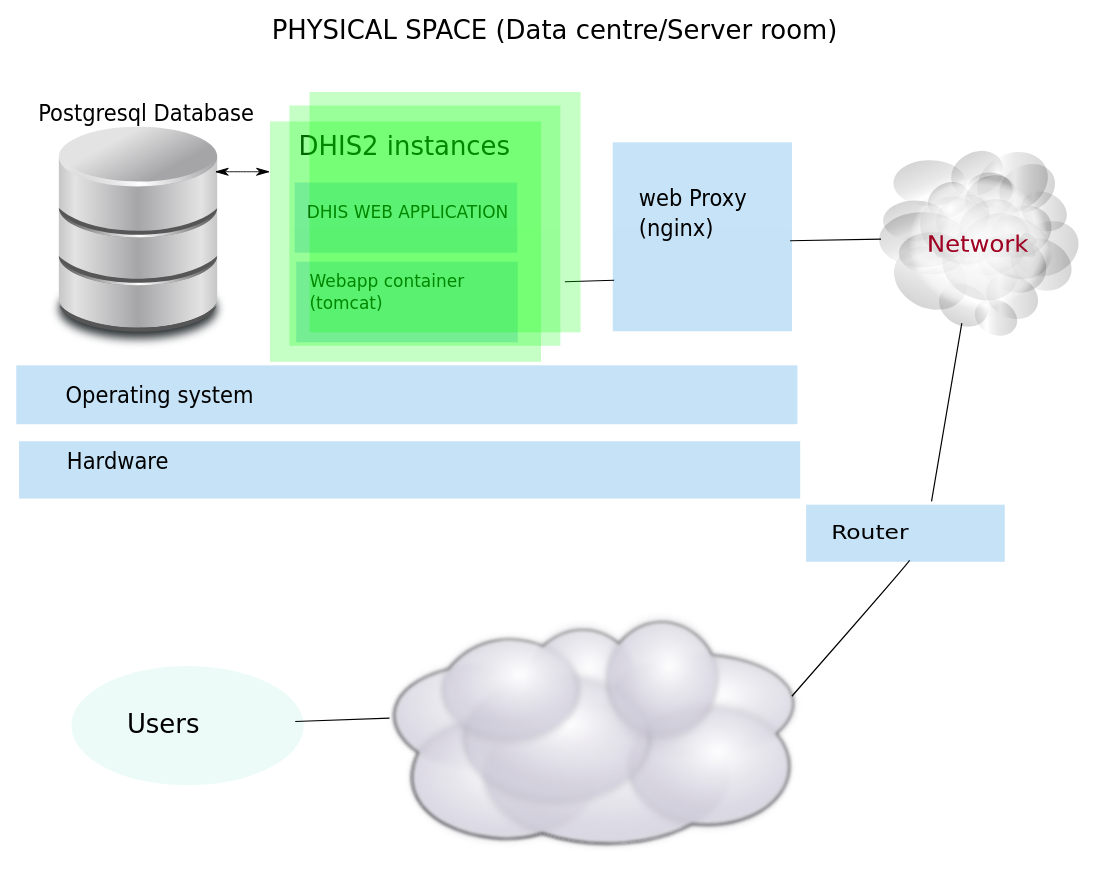 PHYSICAL SPACE (Data centre/Server room)
Postgresql Database
DHIS2 instances
DHIS WEB APPLICATION
Webapp container
(tomcat)
web Proxy
(nginx)
Network
Operating system
Hardware
Router
Users